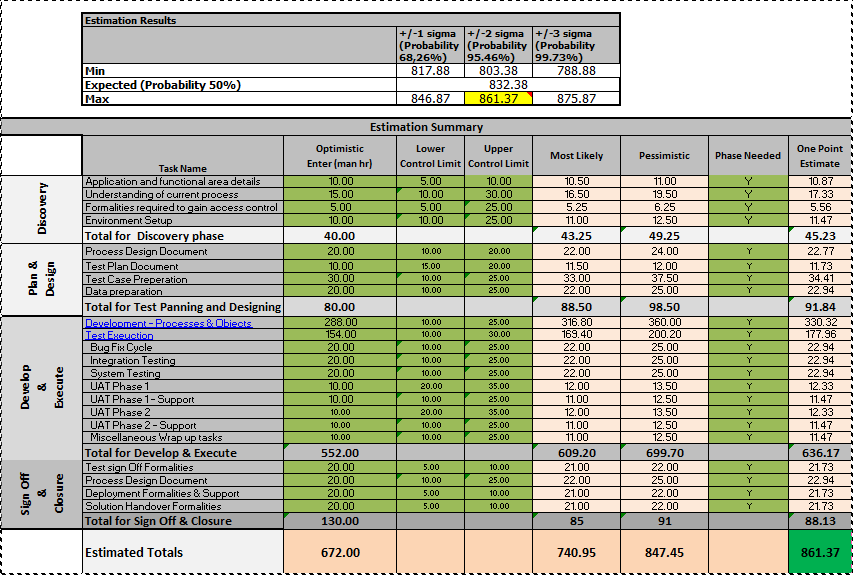 Estimation Results
+/-1 sigma (Probability 68,26%) +/-2 sigma (Probability 95.46%) +/-3 sigma (Probability 99.73%)
Min 817.88 803.38 788.88
Expected (Probability 50%) 832.38
Max 846.87 861.37 875.87
Estimation Summary
Task Name Optimistic Enter (man hr) Lower Control Limit Upper Control Limit Most Likely Pessimistic Phase Needed One Point Estimate
Discovery
Application and functional area details 10.00 5.00 10.00 10.50 11.00 Y 10.87
Understanding of current process 15.00 10.00 30.00 16.50 19.50 Y 17.33
Formalities required to gain access control 5.00 5.00 25.00 5.25 6.25 Y 5.56
Environment Setup 10.00 10.00 25.00 11.00 12.50 Y 11.47
Total for Discovery phase 40.00 43.25 49.25 45.23
Plan & Design
Process Design Document 20.00 10.00 20.00 22.00 24.00 Y 22.77
Test Plan Document 10.00 15.00 20.00 11.50 12.00 Y 11.73
Test Case Preperation 30.00 10.00 25.00 33.00 37.50 Y 34.41
Data preparation 20.00 10.00 25.00 22.00 25.00 Y 22.94
Total for Test Panning and Designing 80.00 88.50 98.50 91.84
Develop & Execute
Development - Processes & Objects 288.00 10.00 25.00 316.80 360.00 Y 330.32
Test Exeuction 154.00 10.00 30.00 169.40 200.20 Y 177.96
Bug Fix Cycle 20.00 10.00 25.00 22.00 25.00 Y 22.94
Integration Testing 20.00 10.00 25.00 22.00 25.00 Y 22.94
System Testing 20.00 10.00 25.00 22.00 25.00 Y 22.94
UAT Phase 1 10.00 20.00 35.00 12.00 13.50 Y 12.33
UAT Phase 1 - Support 10.00 10.00 25.00 11.00 12.50 Y 11.47
UAT Phase 2 10.00 20.00 35.00 12.00 13.50 Y 12.33
UAT Phase 2 - Support 10.00 10.00 25.00 11.00 12.50 Y 11.47
Miscellaneous Wrap up tasks 10.00 10.00 25.00 11.00 12.50 Y 11.47
Total for Develop & Execute 552.00 609.20 699.70 636.17
Sign Off & Closure
Test sign Off Formalities 20.00 5.00 10.00 21.00 22.00 Y 21.73
Process Design Document 20.00 10.00 25.00 22.00 25.00 Y 22.94
Deployment Formalities & Support 20.00 5.00 10.00 21.00 22.00 Y 21.73
Solution Handover Formalities 20.00 5.00 10.00 21.00 22.00 Y 21.73
Total for Sign Off & Closure 130.00 85 91 88.13
Estimated Totals 672.00 740.95 847.45 861.37